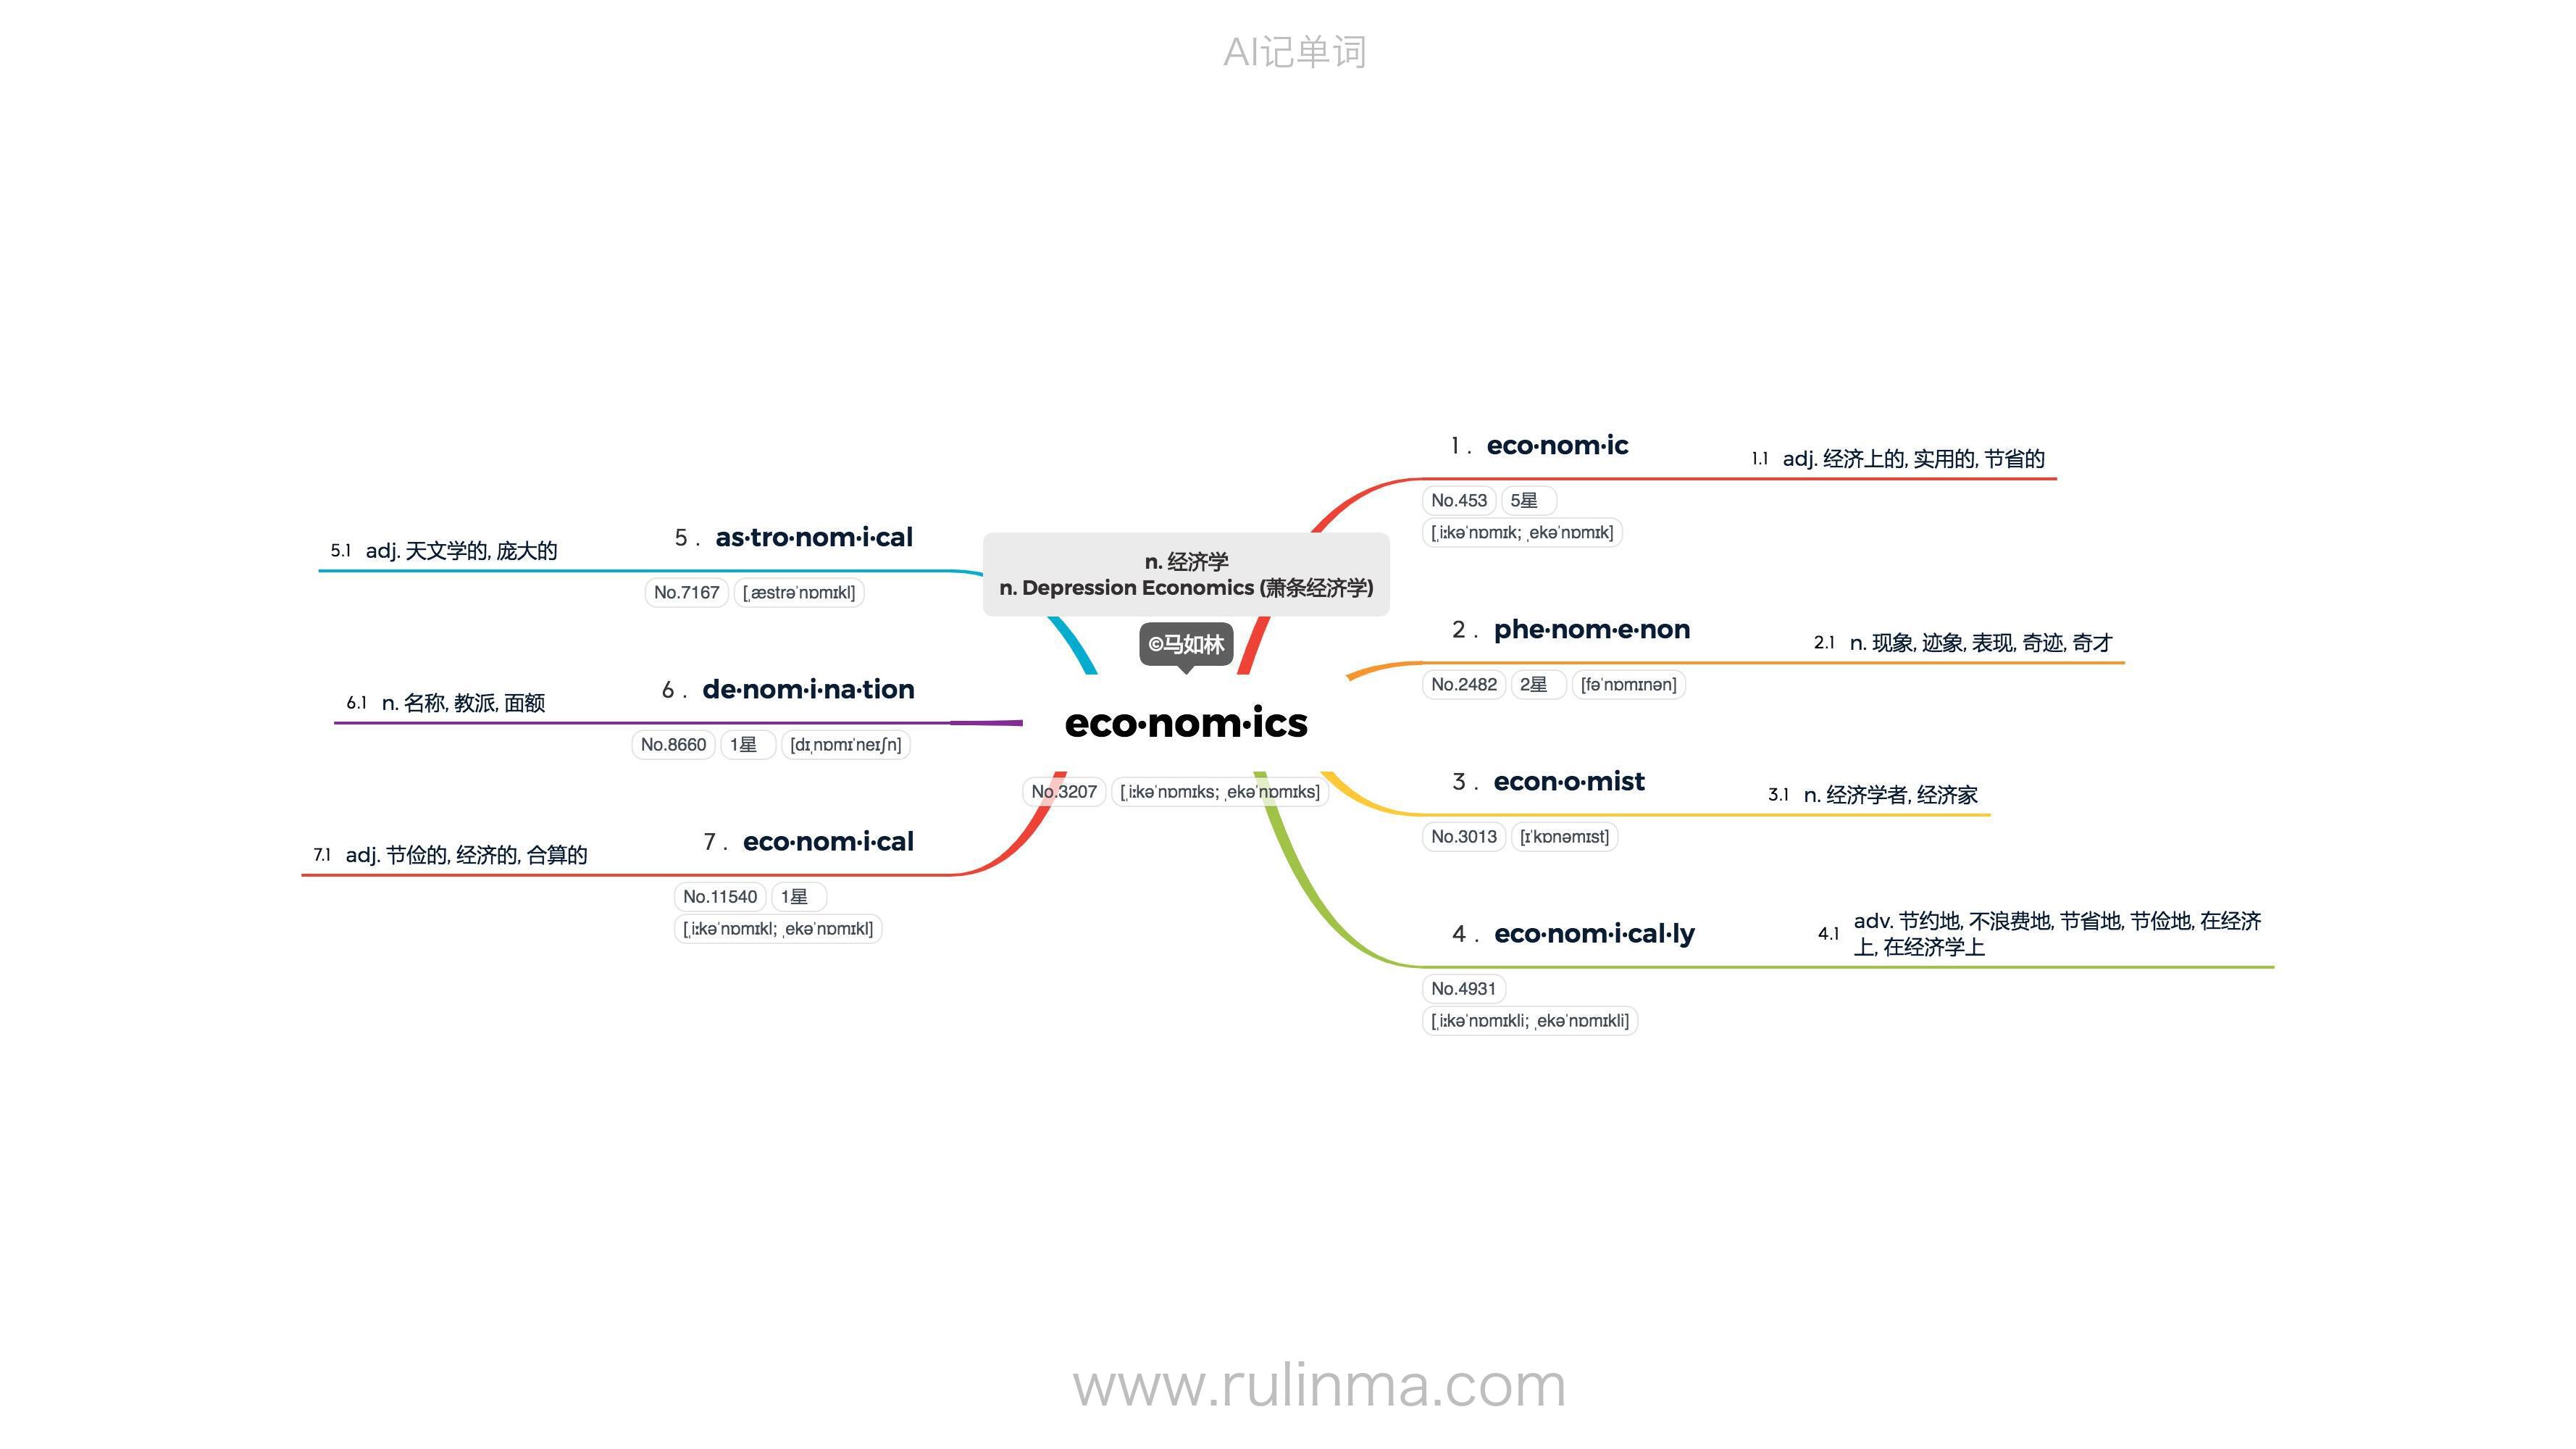 AI记单词
n. 经济学
n. Depression Economics (萧条经济学)
©马如林
eco·nom·ics
No.3207 [ˌiːkəˈnɒmɪks; ˌekəˈnɒmɪks]
1 . eco·nom·ic
No.453 5星
[ˌiːkəˈnɒmɪk; ˌekəˈnɒmɪk]
1.1 adj. 经济上的, 实用的, 节省的
2 . phe·nom·e·non
No.2482 2星 [fəˈnɒmɪnən]
2.1 n. 现象, 迹象, 表现, 奇迹, 奇才
3 . econ·o·mist
No.3013 [ɪˈkɒnəmɪst]
3.1 n. 经济学者, 经济家
4 . eco·nom·i·cal·ly
No.4931
[ˌiːkəˈnɒmɪkli; ˌekəˈnɒmɪkli]
4.1 adv. 节约地, 不浪费地, 节省地, 节俭地, 在经济
上, 在经济学上
5 . as·tro·nom·i·cal
No.7167 [ˌæstrəˈnɒmɪkl]
5.1 adj. 天文学的, 庞大的
6 . de·nom·i·na·tion
No.8660 1星 [dɪˌnɒmɪˈneɪʃn]
6.1 n. 名称, 教派, 面额
7 . eco·nom·i·cal
No.11540 1星
[ˌiːkəˈnɒmɪkl; ˌekəˈnɒmɪkl]
7.1 adj. 节俭的, 经济的, 合算的
www.rulinma.com